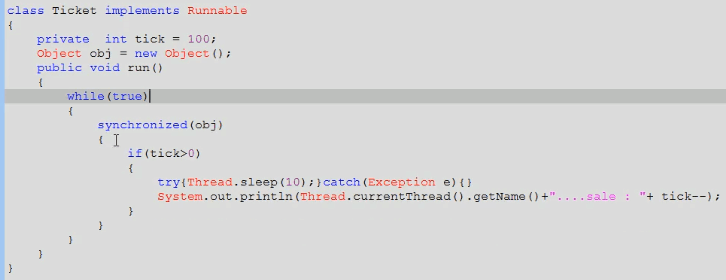 class Ticket implements Runnable
{
    private  int tick = 100;
    Object obj = new Object();
    public void run()
    {
        while(true)
        {
            synchronized(obj)
            {
                if(tick>0)
                {
                    try{Thread.sleep(10);}catch(Exception e){}
                    System.out.println(Thread.currentThread().getName()+"....sale : "+ tick--);
                }
            }
        }
    }
}